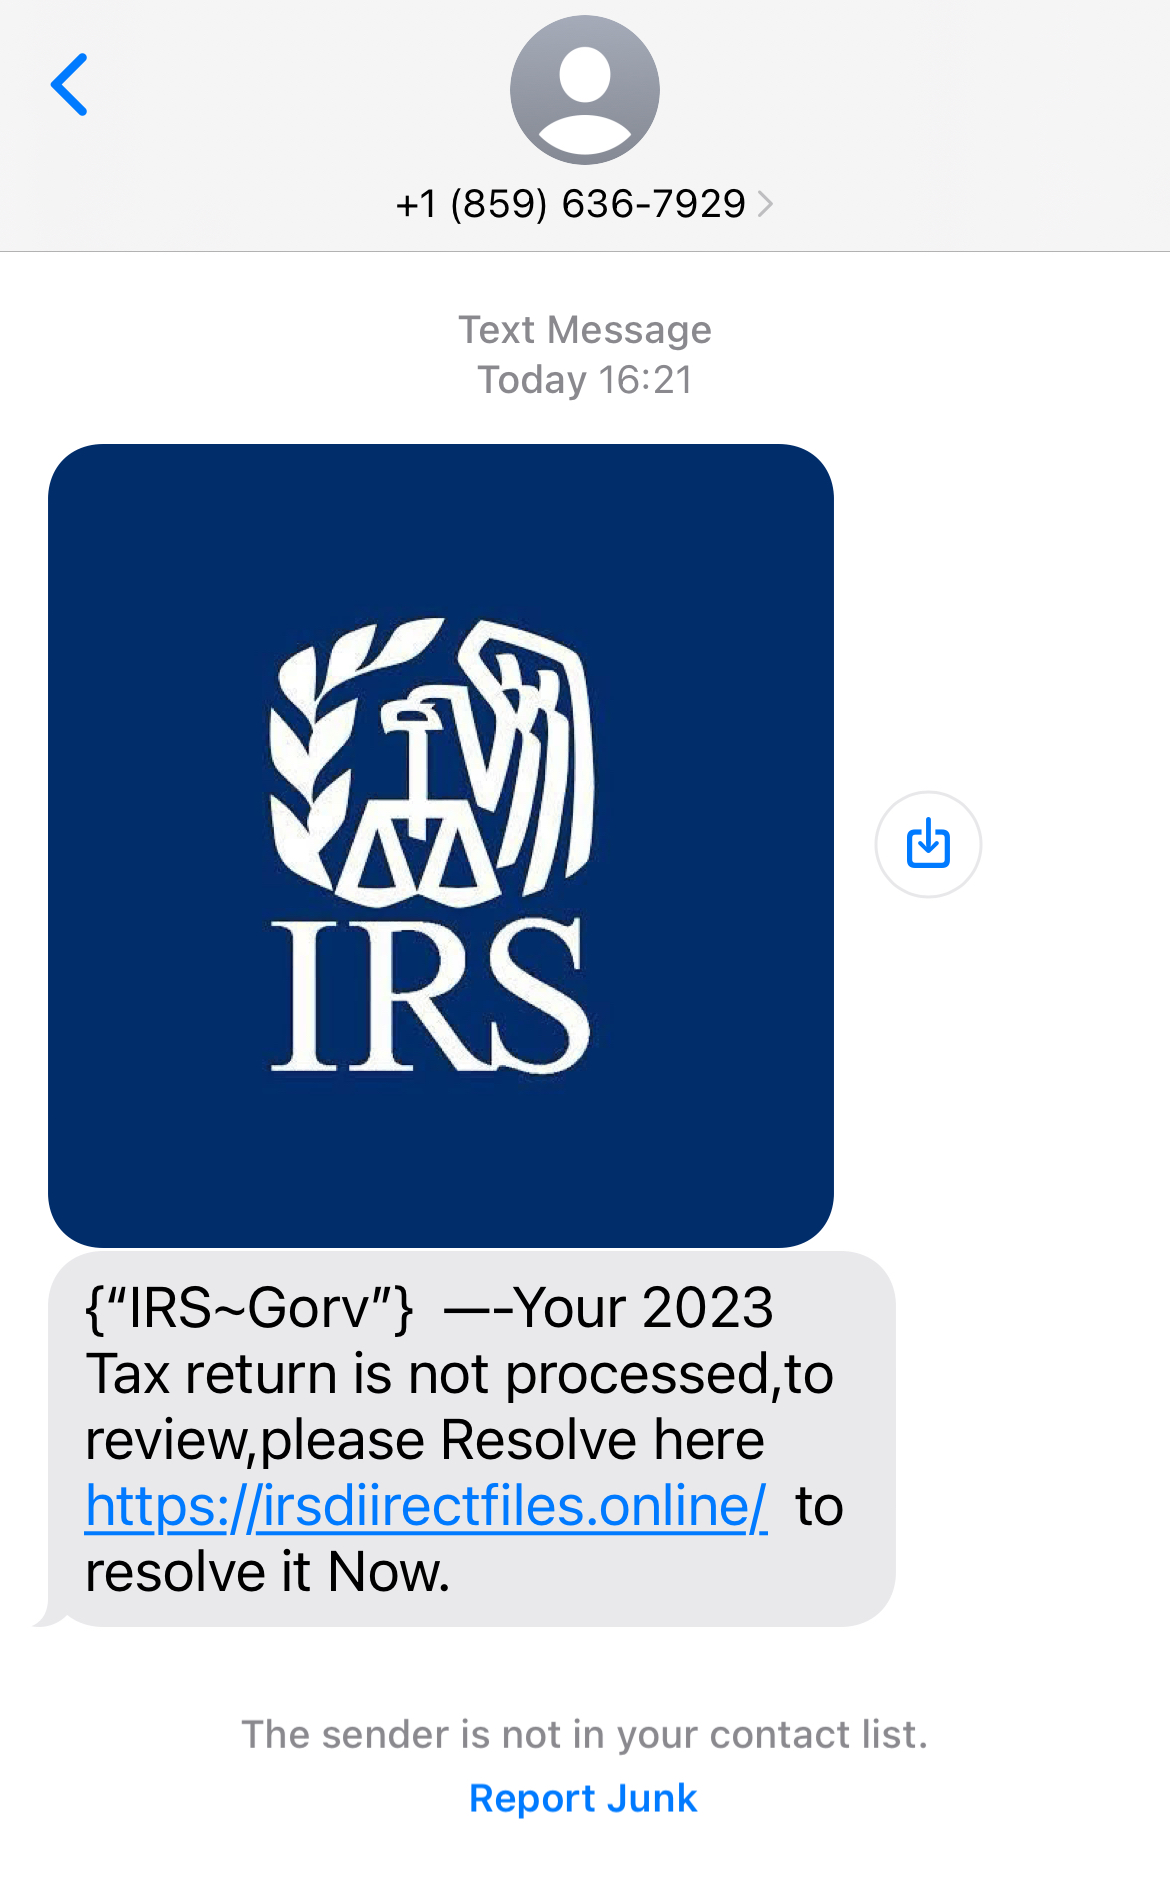 +1 (859) 636-7929
Text Message
Today 16:21
IRS
{“IRS~Gorv”}  —-Your 2023
Tax return is not processed,to
review,please Resolve here
https://irsdiirectfiles.online/  to
resolve it Now.
The sender is not in your contact list.
Report Junk